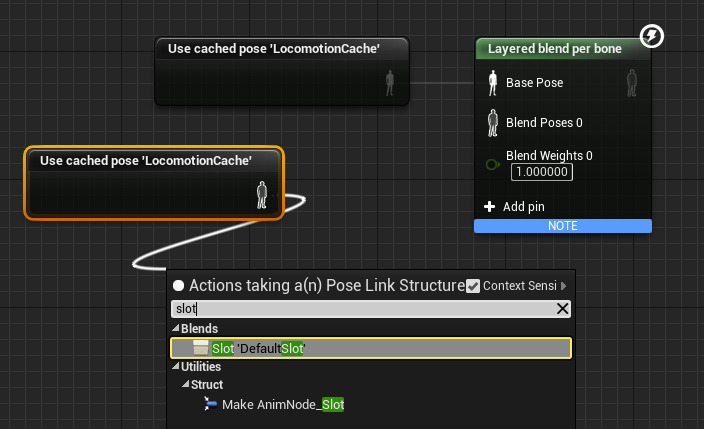 Use cached pose 'LocomotionCache'
Layered blend per bone
Base Pose
Blend Poses 0
Blend Weights 0
1.000000
Add pin
NOTE
Use cached pose 'LocomotionCache'
Actions taking a(n) Pose Link Structure
Context Sensi
slot
Blends
Slot 'DefaultSlot'
Utilities
Struct
Make AnimNode_Slot